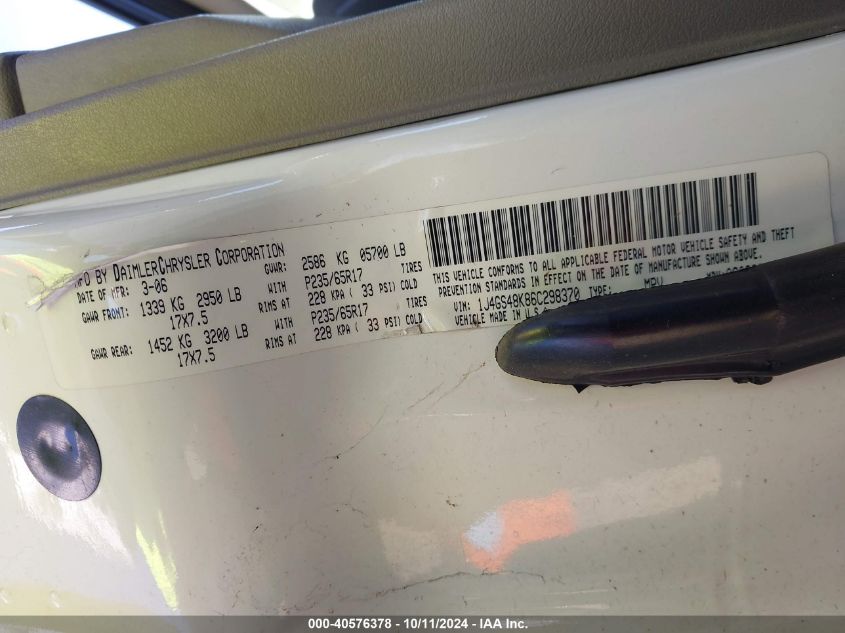 MFD BY DAIMLERCHRYSLER CORPORATION
DATE OF MFR: 3-06 GVWR: 2586 KG 05700 LB
GAWR FRONT: 1339 KG 2950 LB WITH P235/65R17 TIRES
17X7.5 RIMS AT 228 KPA ( 33 PSI) COLD
GAWR REAR: 1452 KG 3200 LB WITH P235/65R17 TIRES
17X7.5 RIMS AT 228 KPA ( 33 PSI) COLD
THIS VEHICLE CONFORMS TO ALL APPLICABLE FEDERAL MOTOR VEHICLE SAFETY AND THEFT
PREVENTION STANDARDS IN EFFECT ON THE DATE OF MANUFACTURE SHOWN ABOVE.
VIN: 1J4GS48K86C298370 TYPE: MPV
VEHICLE MADE IN U.S.A
000-40576378 - 10/11/2024 - IAA Inc.